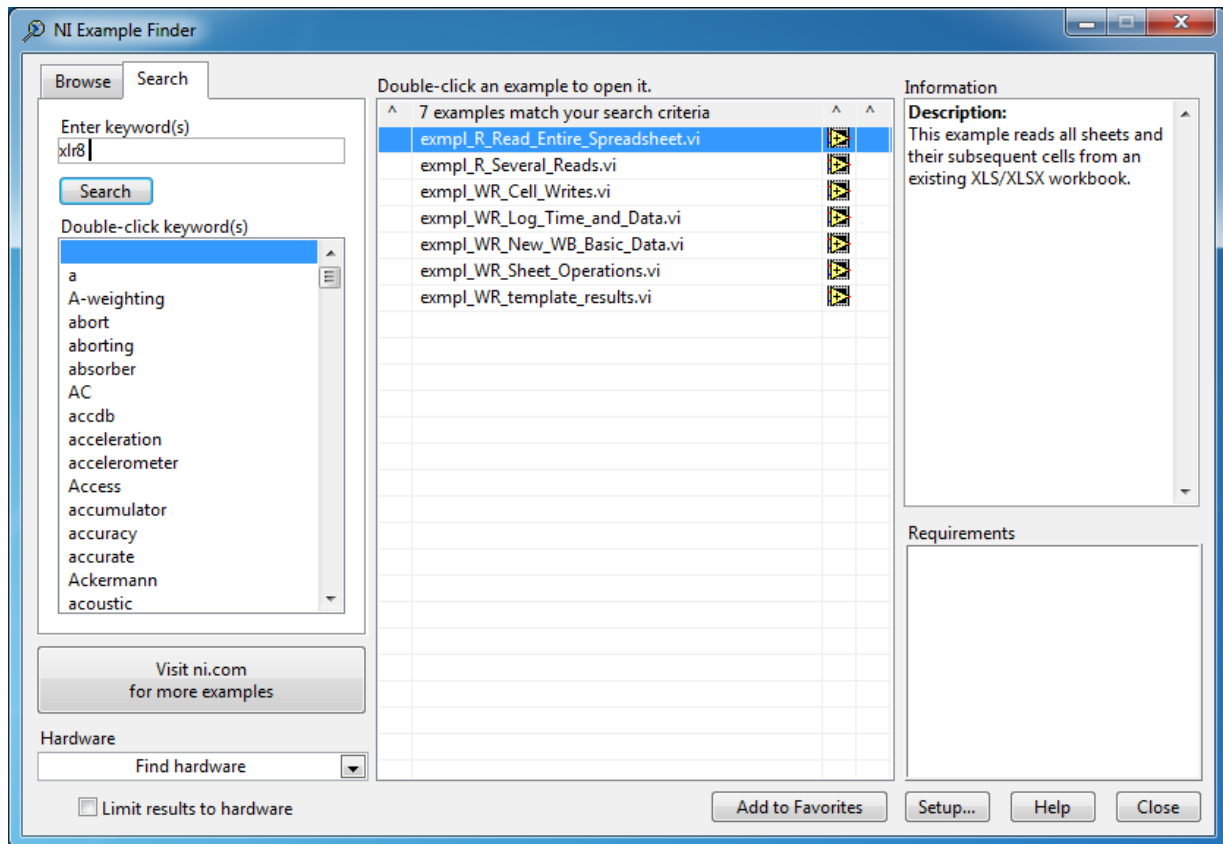 NI Example Finder
Browse
Search
Enter keyword(s)
xlr8
Search
Double-click keyword(s)
a
A-weighting
abort
aborting
absorber
AC
accdb
acceleration
accelerometer
Access
accumulator
accuracy
accurate
Ackermann
acoustic
Visit ni.com
for more examples
Hardware
Find hardware
Limit results to hardware
Double-click an example to open it.
^ 7 examples match your search criteria ^ ^
exmpl_R_Read_Entire_Spreadsheet.vi
exmpl_R_Several_Reads.vi
exmpl_WR_Cell_Writes.vi
exmpl_WR_Log_Time_and_Data.vi
exmpl_WR_New_WB_Basic_Data.vi
exmpl_WR_Sheet_Operations.vi
exmpl_WR_template_results.vi
Information
Description:
This example reads all sheets and
their subsequent cells from an
existing XLS/XLSX workbook.
Requirements
Add to Favorites
Setup...
Help
Close